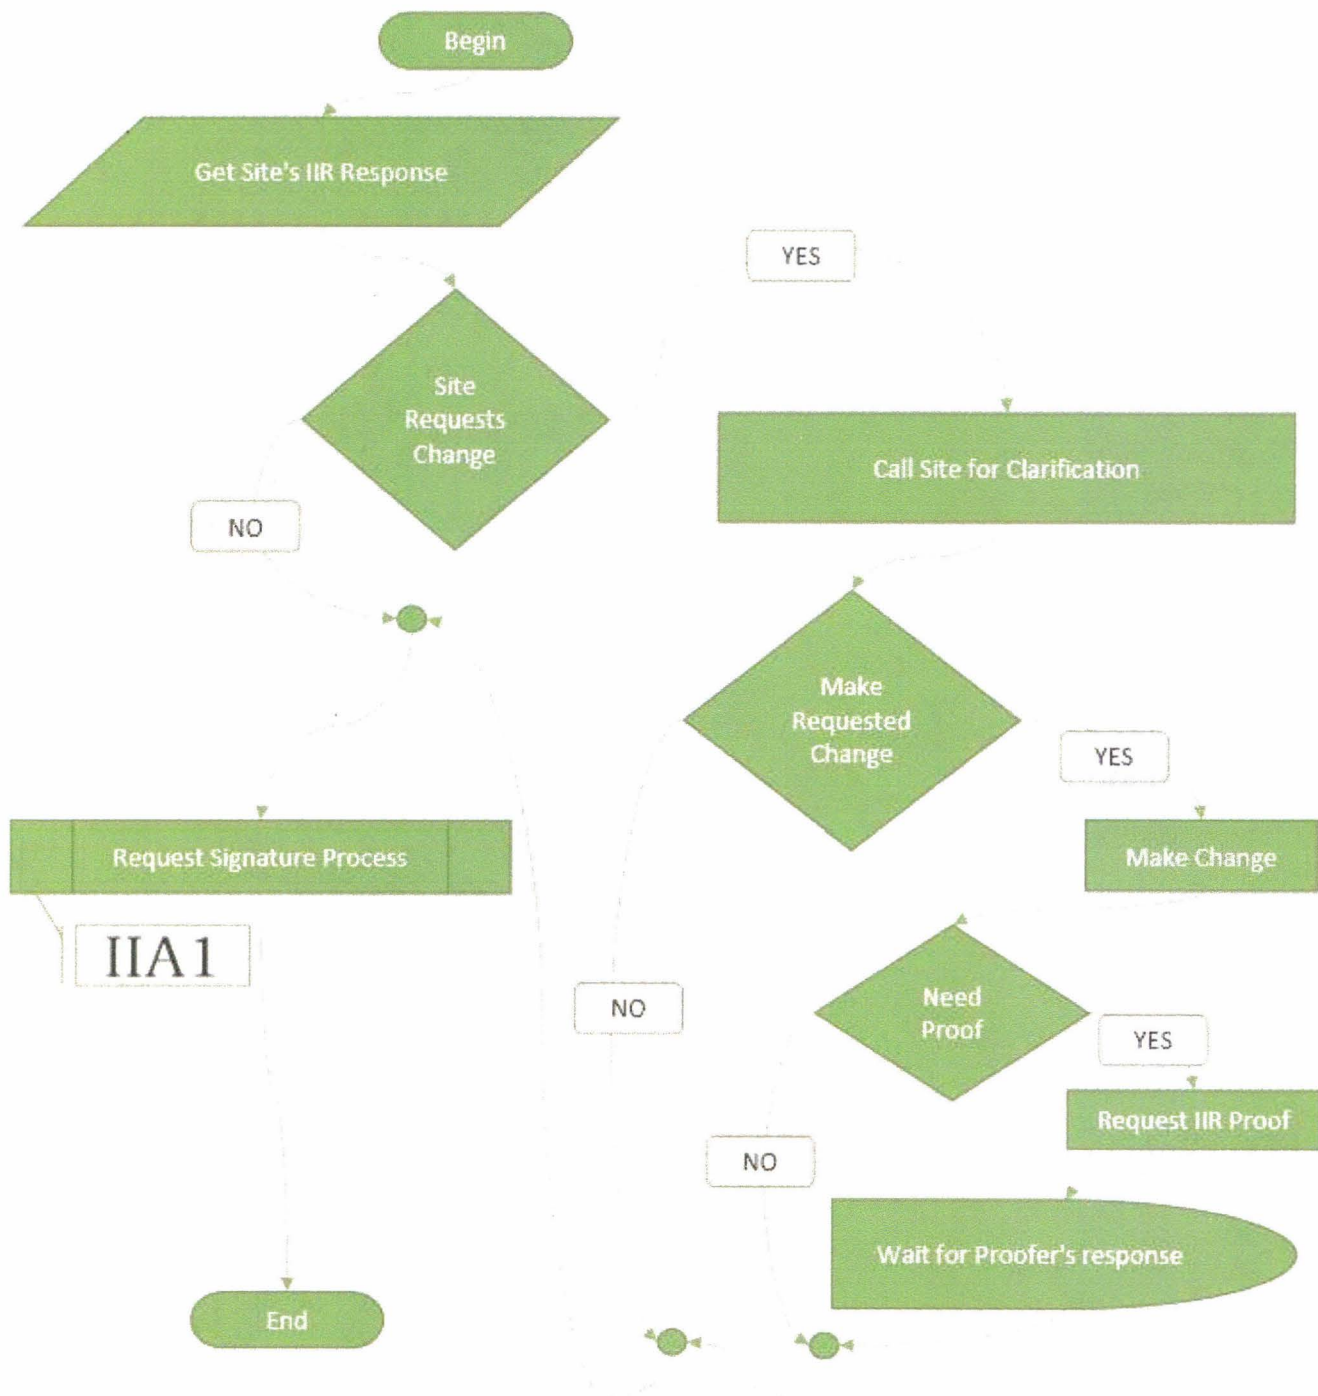 Begin
Get Site's IIR Response
YES
Site
Requests
Change
Call Site for Clarification
NO
Make
Requested
Change
YES
Request Signature Process
Make Change
IIA1
NO
Need
Proof
YES
Request IIR Proof
NO
Wait for Proofer's response
End